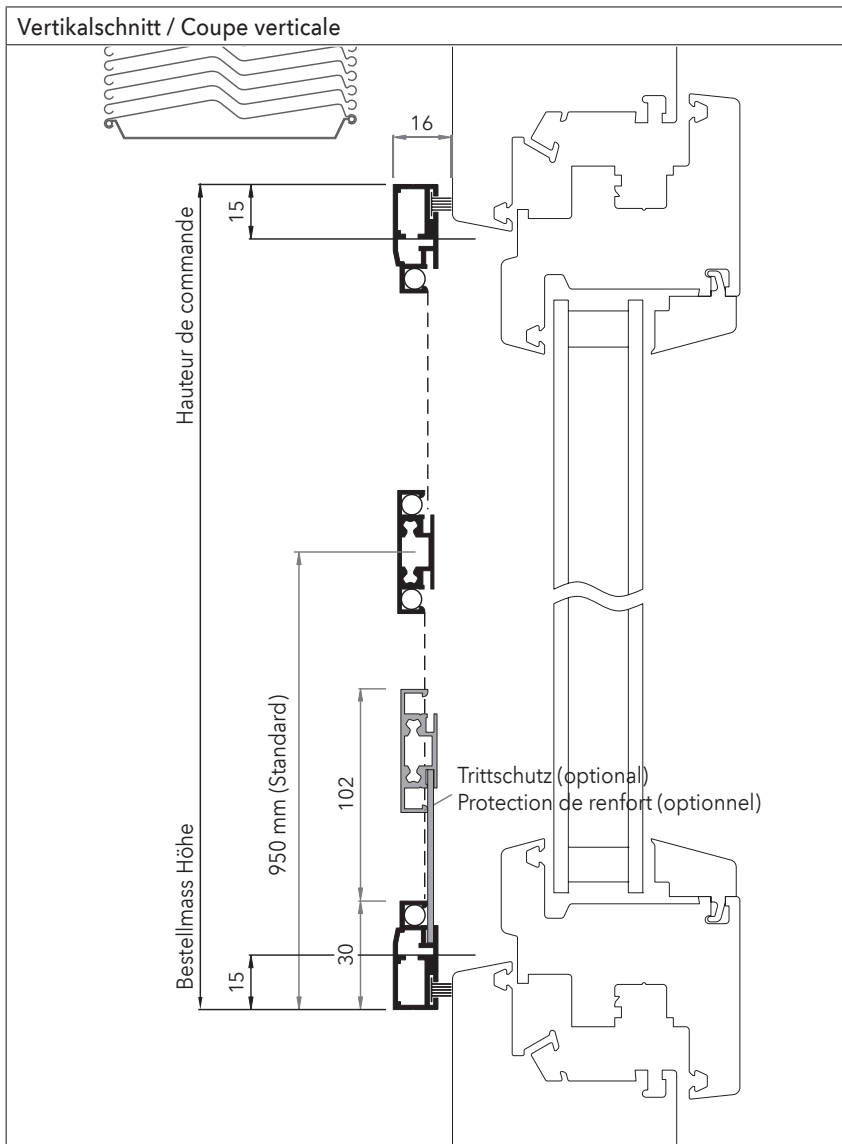 Vertikalschnitt / Coupe verticale
16
15
Hauteur de commande
950 mm (Standard)
102
Trittschutz (optional)
Protection de renfort (optionnel)
Bestellmass Höhe
30
15